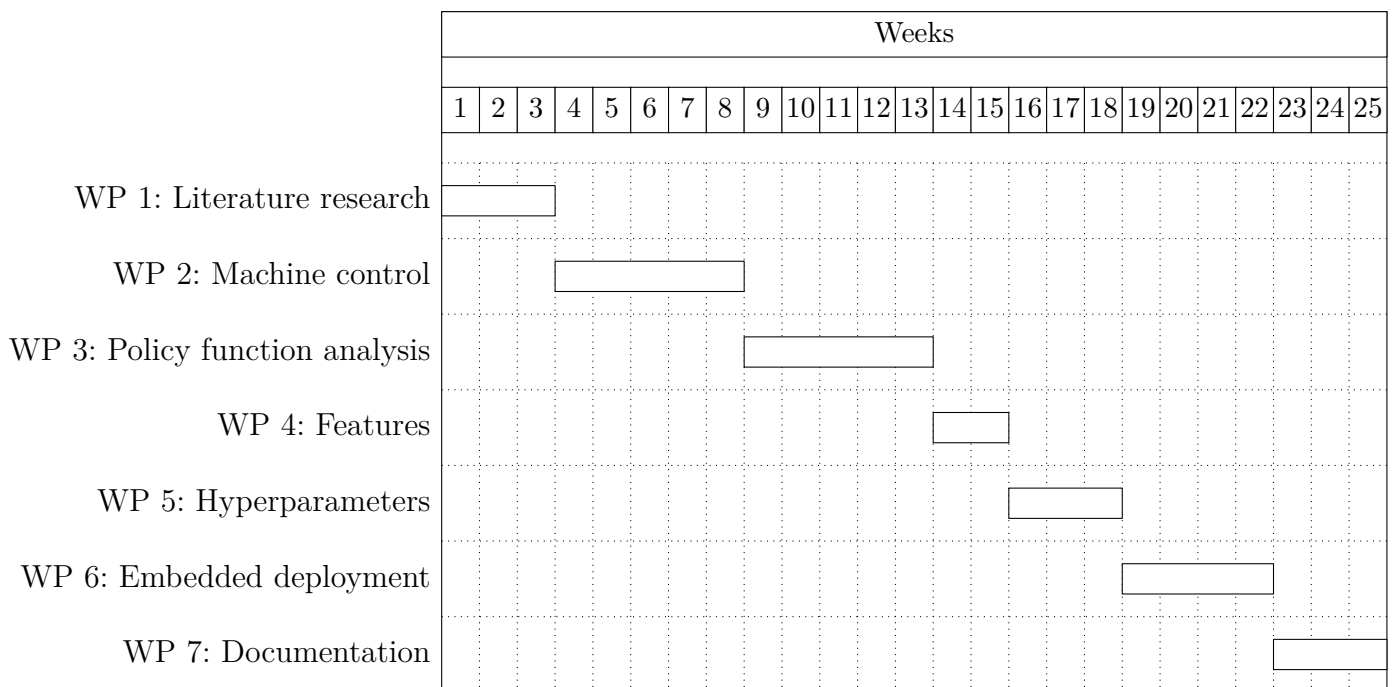 Weeks
1 2 3 4 5 6 7 8 9 10 11 12 13 14 15 16 17 18 19 20 21 22 23 24 25
WP 1: Literature research
WP 2: Machine control
WP 3: Policy function analysis
WP 4: Features
WP 5: Hyperparameters
WP 6: Embedded deployment
WP 7: Documentation